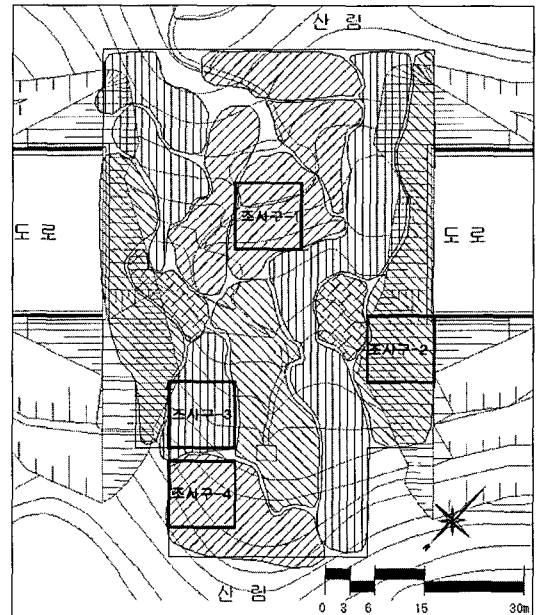 산 림
조사구-1
도 로
도 로
조사구-2
조사구-3
조사구-4
산 림
0 3 6 15 30m